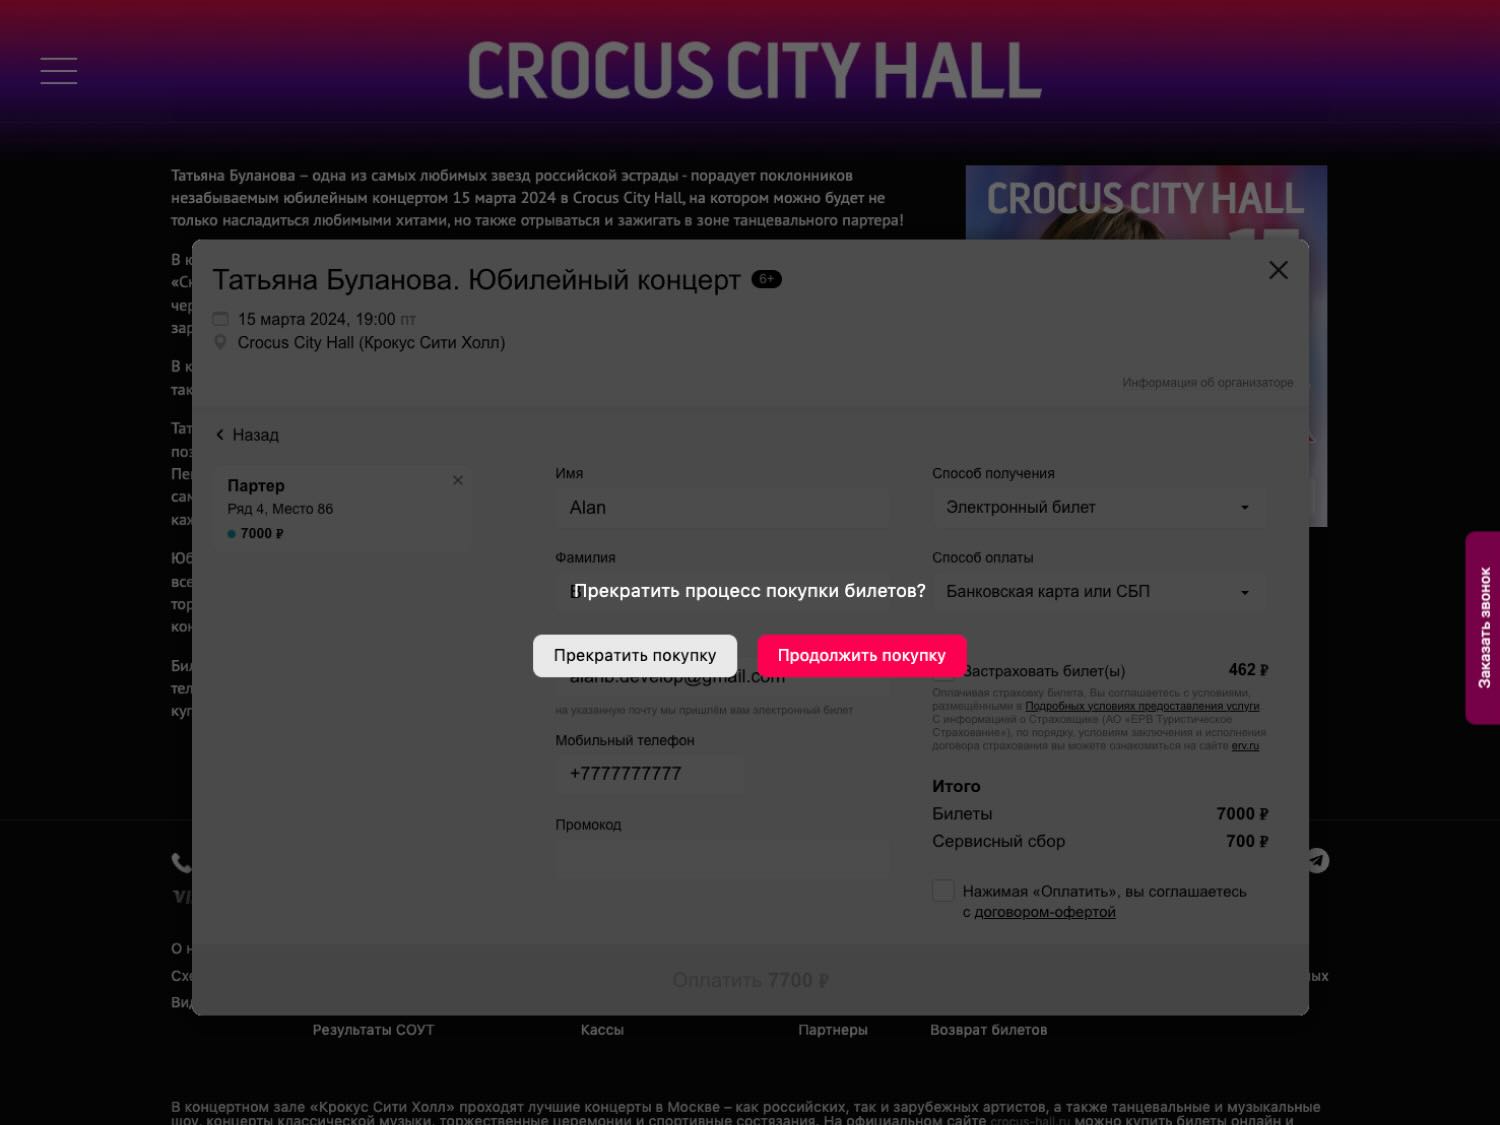 CROCUS CITY HALL
Татьяна Буланова – одна из самых любимых звезд российской эстрады - порадует поклонников
незабываемым юбилейным концертом 15 марта 2024 в Crocus City Hall, на котором можно будет не
только насладиться любимыми хитами, но также отрываться и зажигать в зоне танцевального партера!
CROCUS CITY HALL
Татьяна Буланова. Юбилейный концерт 6+
15 марта 2024, 19:00 пт
Crocus City Hall (Крокус Сити Холл)
Информация об организаторе
Назад
Партер
Ряд 4, Место 86
7000 ₽
Имя
Alan
Фамилия
Способ получения
Электронный билет
Способ оплаты
Банковская карта или СБП
Прекратить процесс покупки билетов?
Прекратить покупку
Продолжить покупку
alanb.develop@gmail.com
на указанную почту мы пришлём вам электронный билет
Мобильный телефон
+7777777777
Промокод
Застраховать билет(ы) 462 ₽
Оплачивая страховку билета, Вы соглашаетесь с условиями,
размещёнными в Подробных условиях предоставления услуги
С информацией о Страховщике (АО «ЕРВ Туристическое
Страхование»), по порядку, условиям заключения и исполнения
договора страхования вы можете ознакомиться на сайте erv.ru
Итого
Билеты 7000 ₽
Сервисный сбор 700 ₽
Нажимая «Оплатить», вы соглашаетесь
с договором-офертой
Оплатить 7700 ₽
Заказать звонок
Результаты СОУТ
Кассы
Партнеры
Возврат билетов
В концертном зале «Крокус Сити Холл» проходят лучшие концерты в Москве – как российских, так и зарубежных артистов, а также танцевальные и музыкальные
шоу, концерты классической музыки, торжественные церемонии и спортивные состязания. На официальном сайте crocus-hall.ru можно купить билеты онлайн и